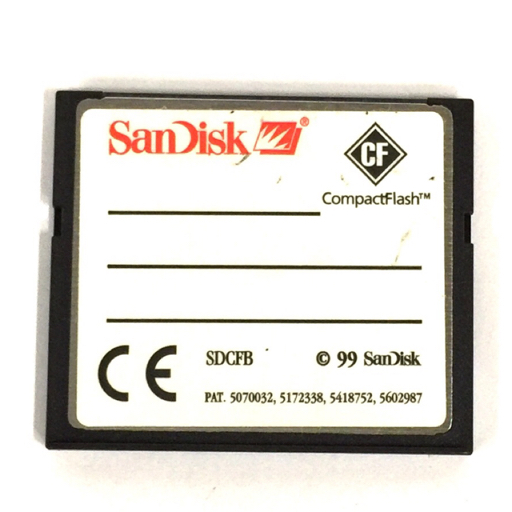 SanDisk ®
CF
CompactFlash™
CE
SDCFB © 99 SanDisk
PAT. 5070032, 5172338, 5418752, 5602987